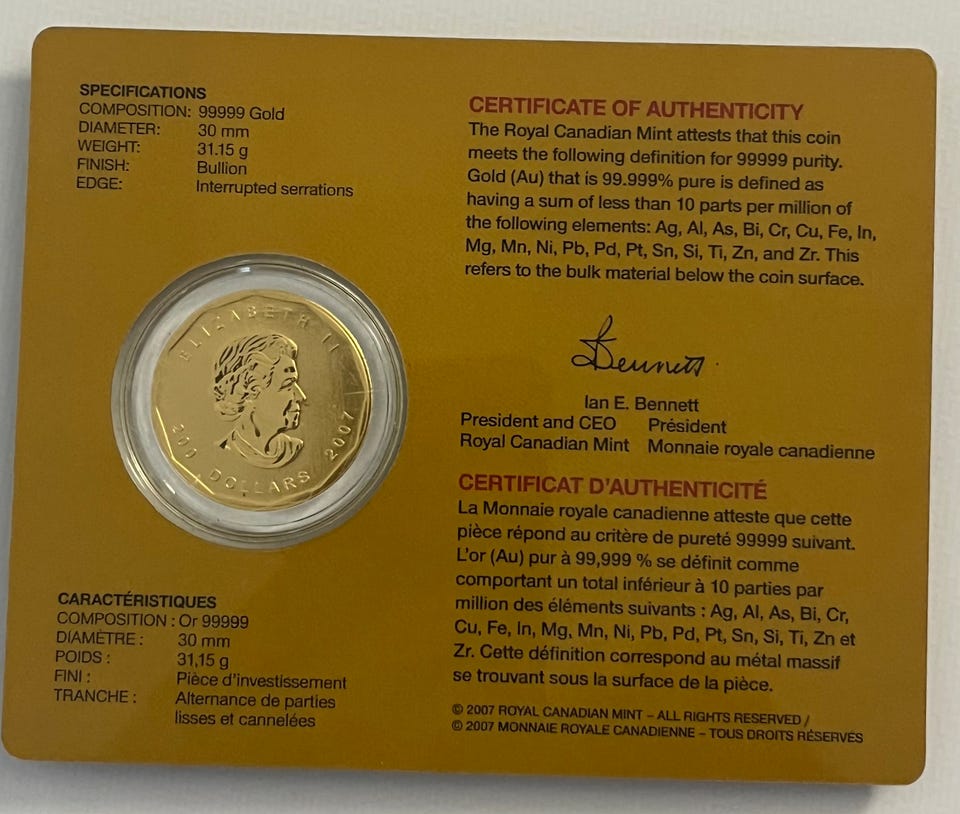 SPECIFICATIONS
COMPOSITION: 99999 Gold
DIAMETER: 30 mm
WEIGHT: 31.15 g
FINISH: Bullion
EDGE: Interrupted serrations
ELIZABETH II
200 DOLLARS 2007
CARACTÉRISTIQUES
COMPOSITION : Or 99999
DIAMÈTRE : 30 mm
POIDS : 31,15 g
FINI : Pièce d'investissement
TRANCHE : Alternance de parties
lisses et cannelées
CERTIFICATE OF AUTHENTICITY
The Royal Canadian Mint attests that this coin
meets the following definition for 99999 purity.
Gold (Au) that is 99.999% pure is defined as
having a sum of less than 10 parts per million of
the following elements: Ag, Al, As, Bi, Cr, Cu, Fe, In,
Mg, Mn, Ni, Pb, Pd, Pt, Sn, Si, Ti, Zn, and Zr. This
refers to the bulk material below the coin surface.
Bennett
Ian E. Bennett
President and CEO Président
Royal Canadian Mint Monnaie royale canadienne
CERTIFICAT D'AUTHENTICITÉ
La Monnaie royale canadienne atteste que cette
pièce répond au critère de pureté 99999 suivant.
L'or (Au) pur à 99,999 % se définit comme
comportant un total inférieur à 10 parties par
million des éléments suivants : Ag, Al, As, Bi, Cr,
Cu, Fe, In, Mg, Mn, Ni, Pb, Pd, Pt, Sn, Si, Ti, Zn et
Zr. Cette définition correspond au métal massif
se trouvant sous la surface de la pièce.
© 2007 ROYAL CANADIAN MINT – ALL RIGHTS RESERVED /
© 2007 MONNAIE ROYALE CANADIENNE – TOUS DROITS RÉSERVÉS